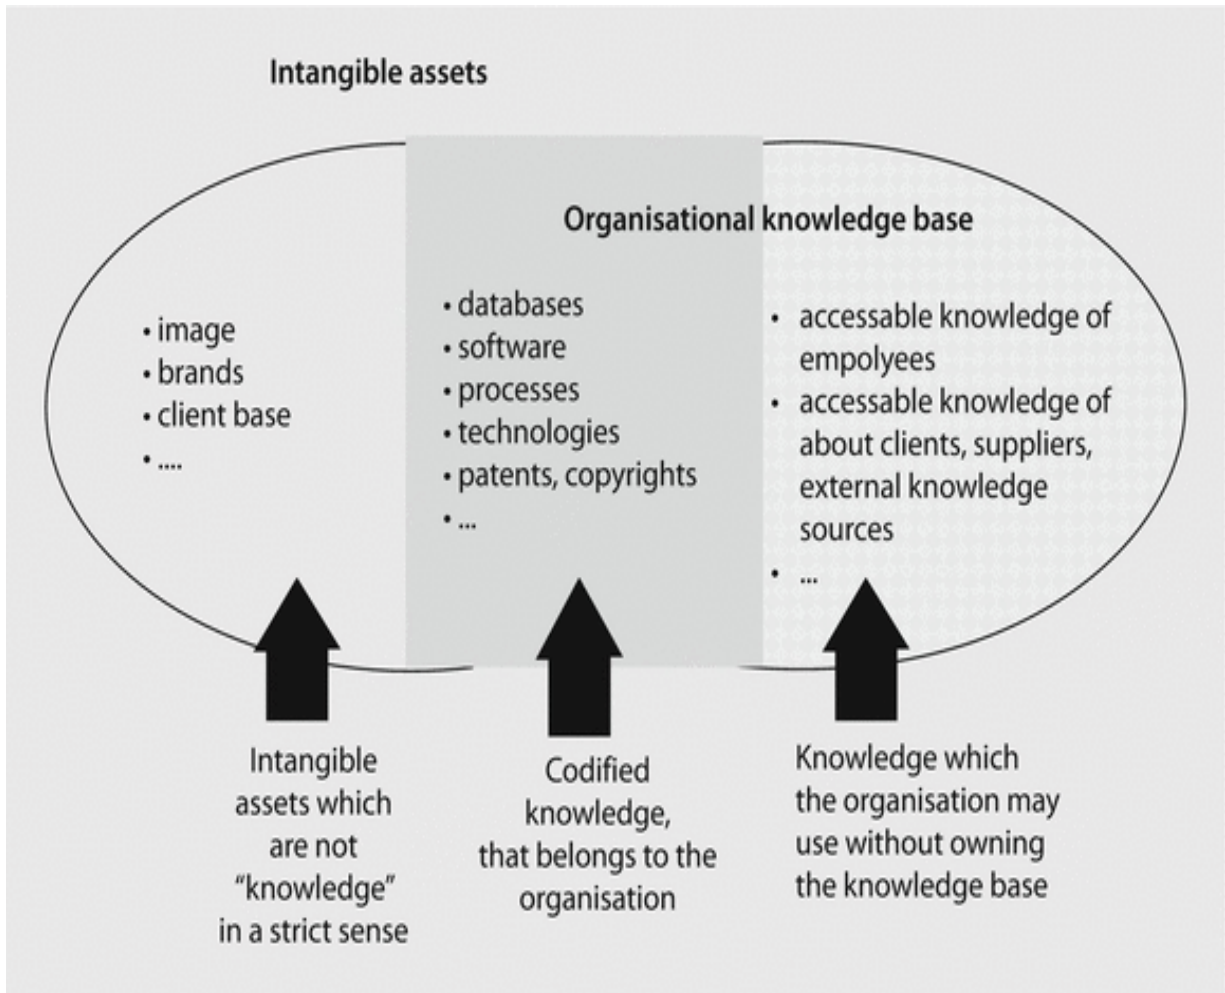 Intangible assets
Organisational knowledge base
• image
• brands
• client base
• ....
• databases
• software
• processes
• technologies
• patents, copyrights
• ...
• accessable knowledge of
empolyees
• accessable knowledge of
about clients, suppliers,
external knowledge
sources
• ...
Intangible
assets which
are not
“knowledge”
in a strict sense
Codified
knowledge,
that belongs to the
organisation
Knowledge which
the organisation may
use without owning
the knowledge base